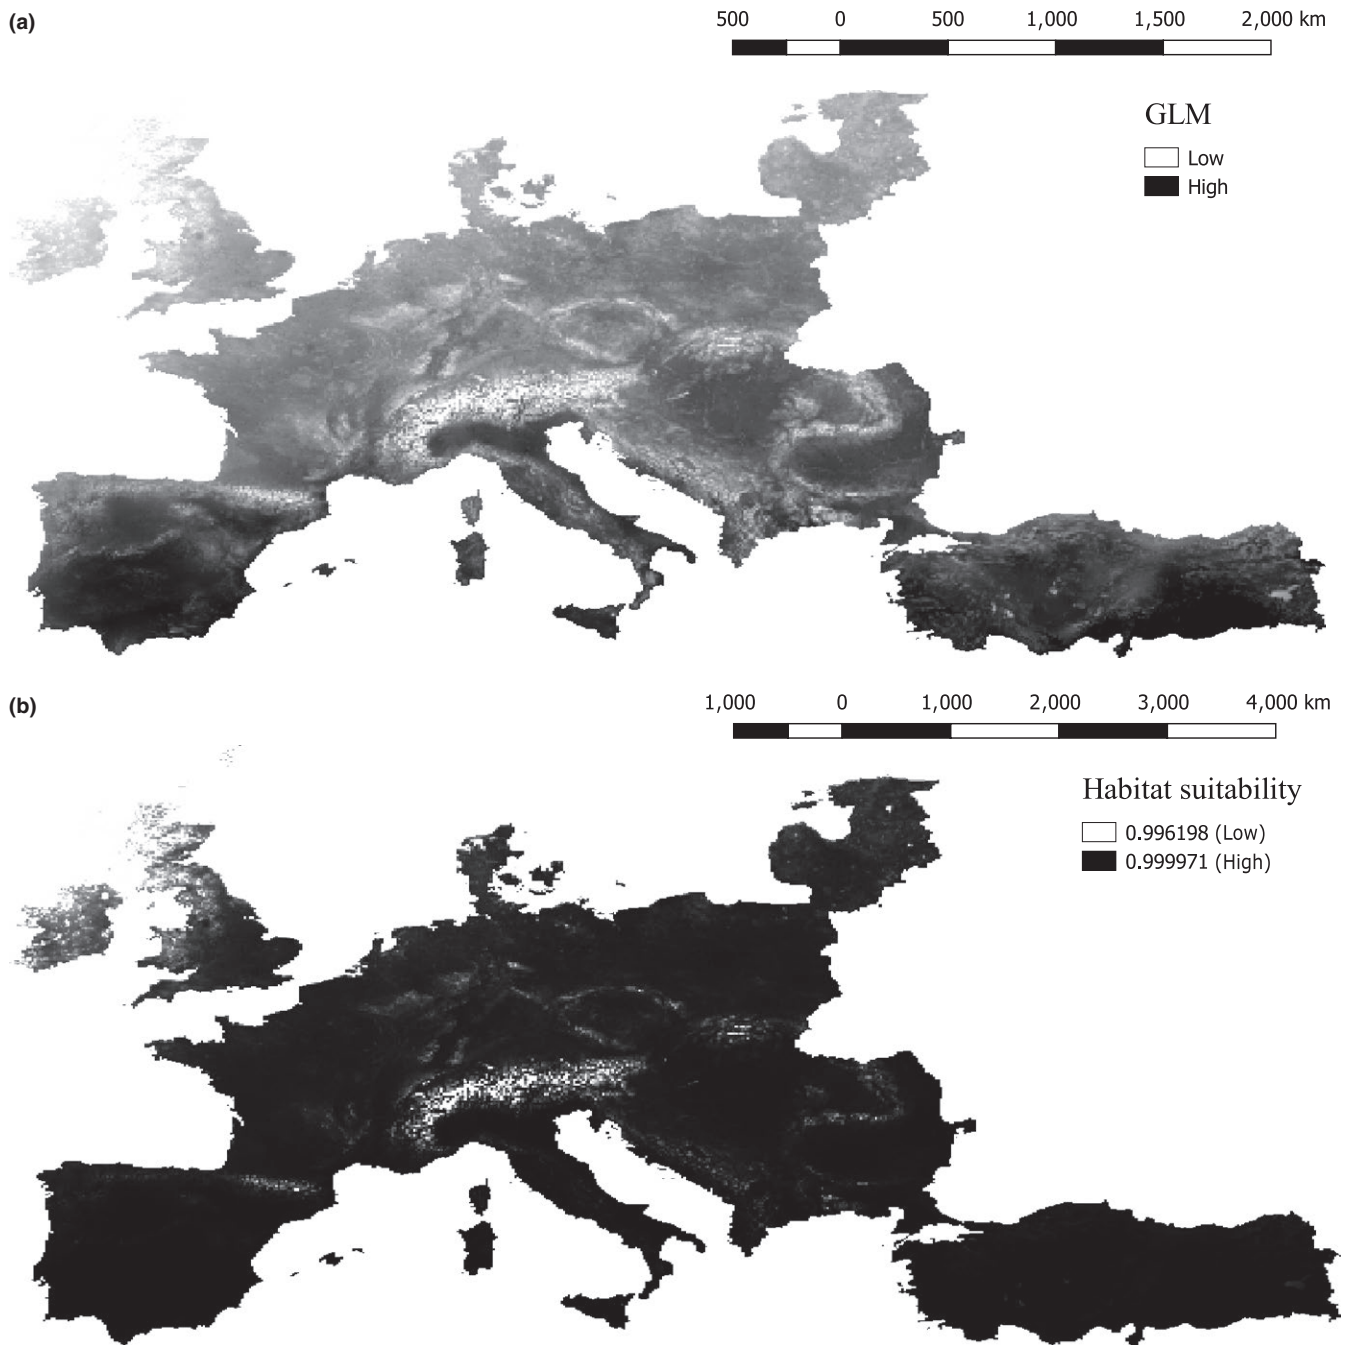 (a)
500 0 500 1,000 1,500 2,000 km
GLM
Low
High
(b)
1,000 0 1,000 2,000 3,000 4,000 km
Habitat suitability
0.996198 (Low)
0.999971 (High)